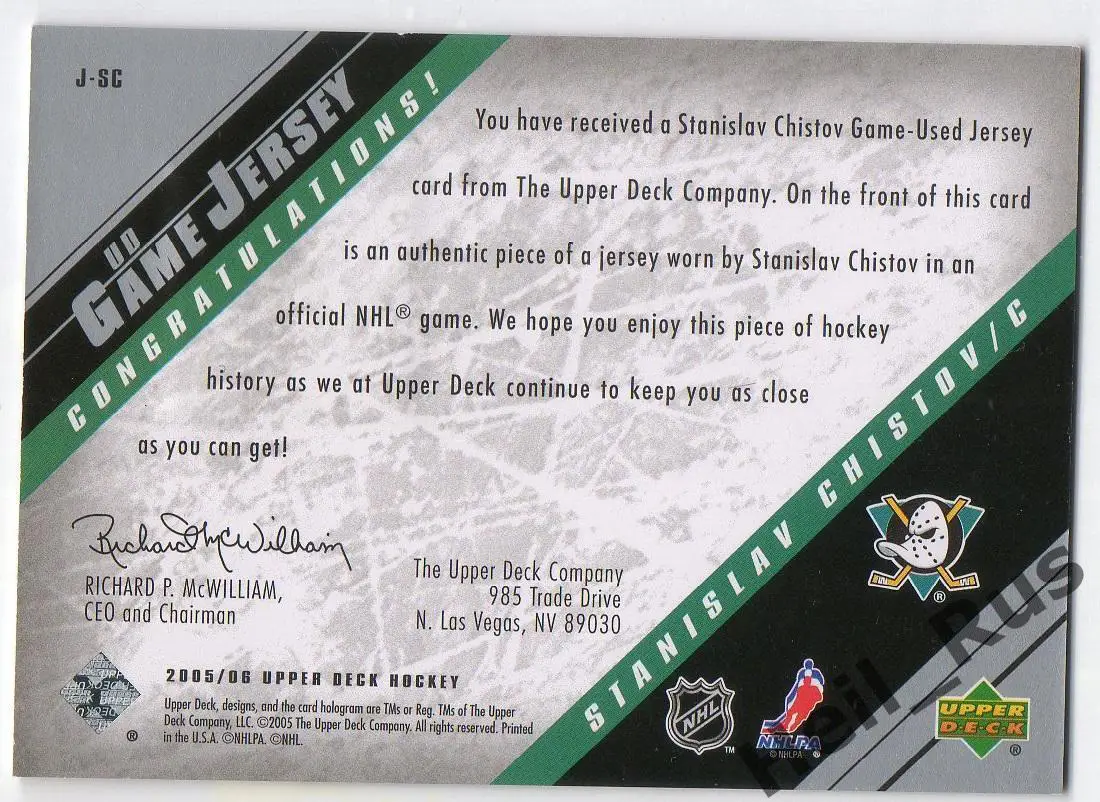 J-SC
UD
GAME JERSEY
CONGRATULATIONS!
You have received a Stanislav Chistov Game-Used Jersey
card from The Upper Deck Company. On the front of this card
is an authentic piece of a jersey worn by Stanislav Chistov in an
official NHL® game. We hope you enjoy this piece of hockey
history as we at Upper Deck continue to keep you as close
as you can get!
STANISLAV CHISTOV/C
Richard McWilliam
RICHARD P. McWILLIAM,
CEO and Chairman
The Upper Deck Company
985 Trade Drive
N. Las Vegas, NV 89030
®
2005/06 UPPER DECK HOCKEY
Upper Deck, designs, and the card hologram are TMs or Reg. TMs of The Upper
Deck Company, LLC. ©2005 The Upper Deck Company. All rights reserved. Printed
in the U.S.A. ©NHLPA. ©NHL.
®
NHL
TM
NHLPA
© NHLPA ®
UPPER
DECK
®
Neil_Rus